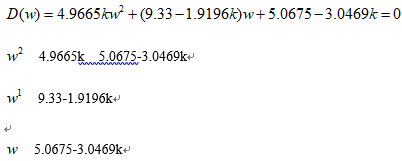 D(w) = 4.9665kw² + (9.33−1.9196k)w + 5.0675−3.0469k = 0
w² 4.9665k 5.0675-3.0469k↵
w¹ 9.33-1.9196k↵
↵
w 5.0675-3.0469k↵